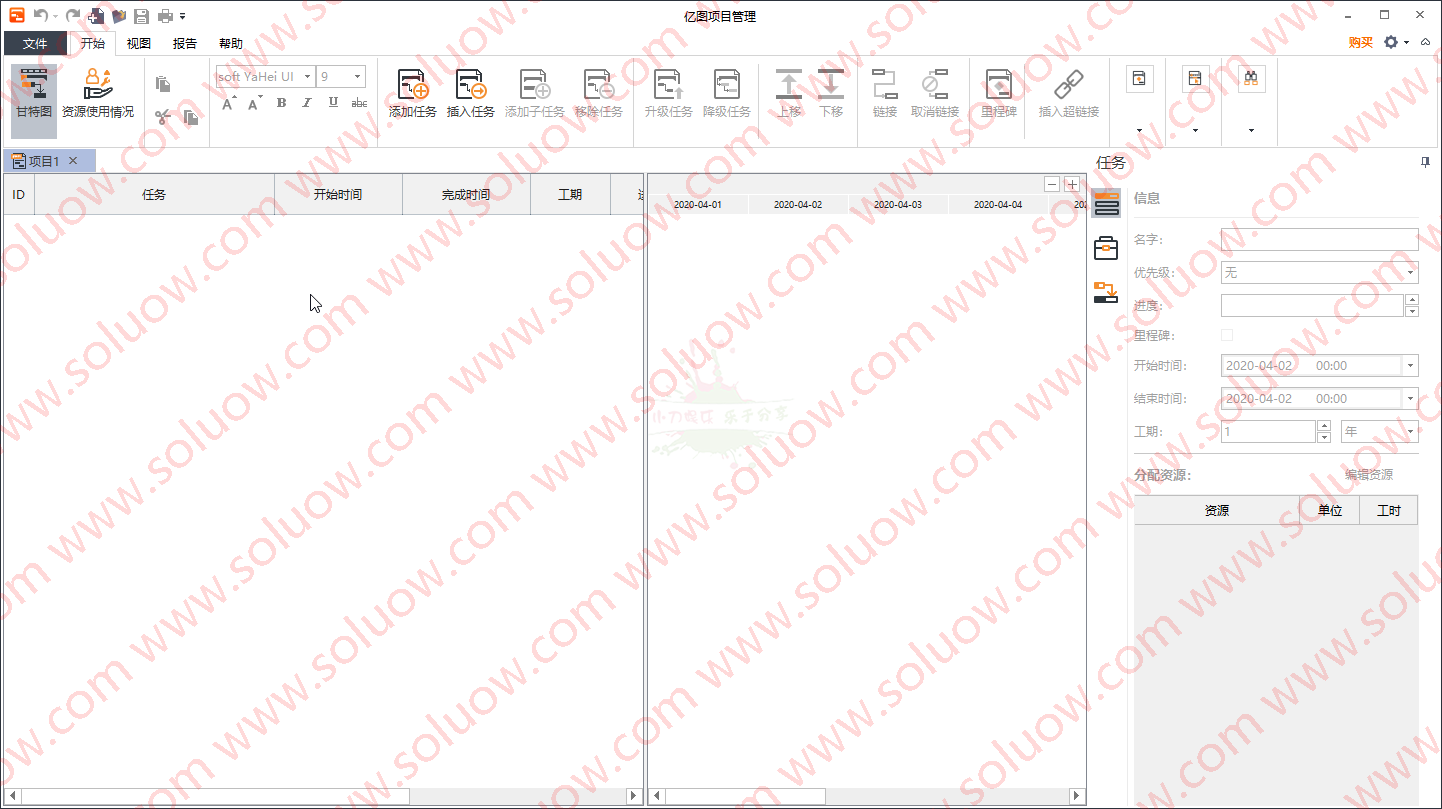 亿图项目管理
文件 开始 视图 报告 帮助
购买
soft YaHei UI 9
A A B I U abc
甘特图 资源使用情况 添加任务 插入任务 添加子任务 移除任务 升级任务 降级任务 上移 下移 链接 取消链接 里程碑 插入超链接
项目1
任务
ID 任务 开始时间 完成时间 工期
2020-04-01 2020-04-02 2020-04-03 2020-04-04 202
信息
名字:
优先级: 无
进度:
里程碑:
开始时间: 2020-04-02 00:00
结束时间: 2020-04-02 00:00
工期: 1 年
分配资源: 编辑资源
资源 单位 工时
乐于分享
www.soluow.com